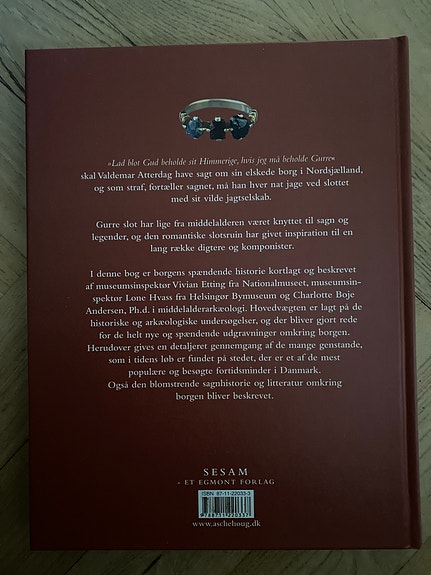 »Lad blot Gud beholde sit Himmerige, hvis jeg må beholde Gurre«
skal Valdemar Atterdag have sagt om sin elskede borg i Nordsjælland,
og som straf, fortæller sagnet, må han hver nat jage ved slottet
med sit vilde jagtselskab.
Gurre slot har lige fra middelalderen været knyttet til sagn og
legender, og den romantiske slotsruin har givet inspiration til en
lang række digtere og komponister.
I denne bog er borgens spændende historie kortlagt og beskrevet
af museumsinspektør Vivian Etting fra Nationalmuseet, museumsin-
spektør Lone Hvass fra Helsingør Bymuseum og Charlotte Boje
Andersen, Ph.d. i middelalderarkæologi. Hovedvægten er lagt på de
historiske og arkæologiske undersøgelser, og der bliver gjort rede
for de helt nye og spændende udgravninger omkring borgen.
Herudover gives en detaljeret gennemgang af de mange genstande,
som i tidens løb er fundet på stedet, der er et af de mest
populære og besøgte fortidsminder i Danmark.
Også den blomstrende sagnhistorie og litteratur omkring
borgen bliver beskrevet.
SESAM
- ET EGMONT FORLAG
ISBN 87-11-22033-3
9 788711 220337
www.aschehoug.dk